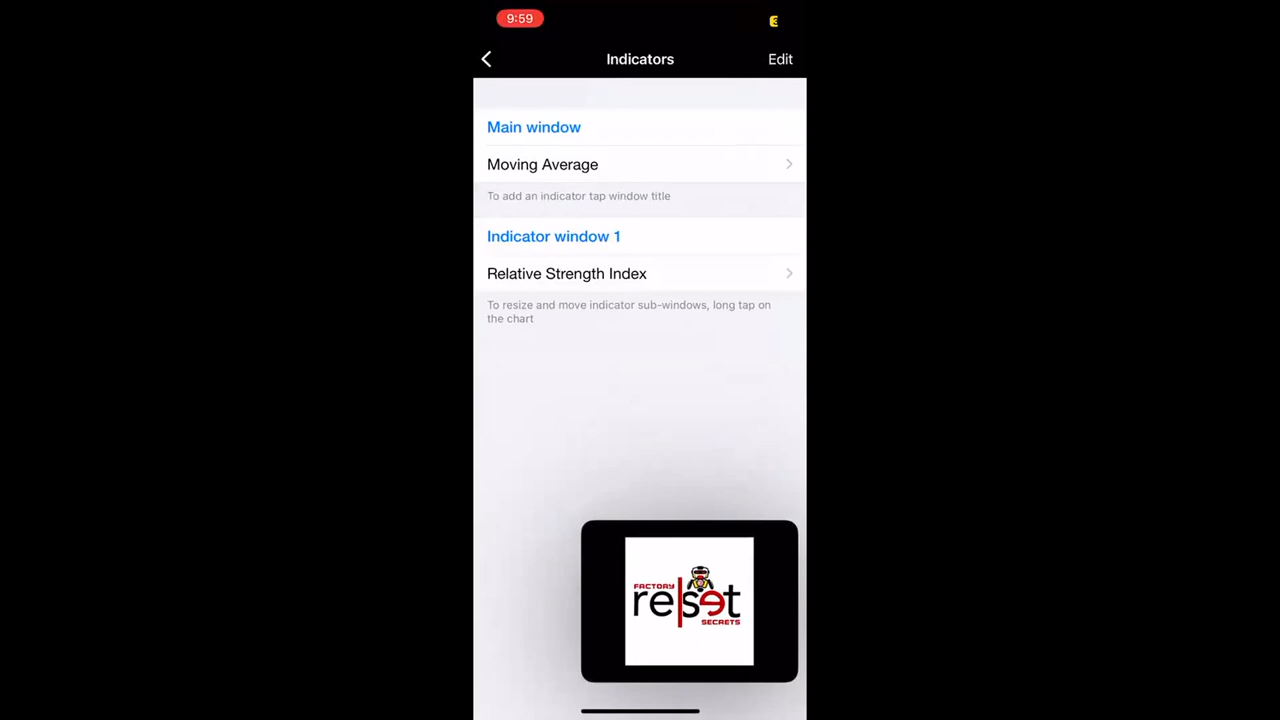 9:59
Indicators
Edit
Main window
Moving Average
To add an indicator tap window title
Indicator window 1
Relative Strength Index
To resize and move indicator sub-windows, long tap on
the chart
FACTORY
reset
SECRETS